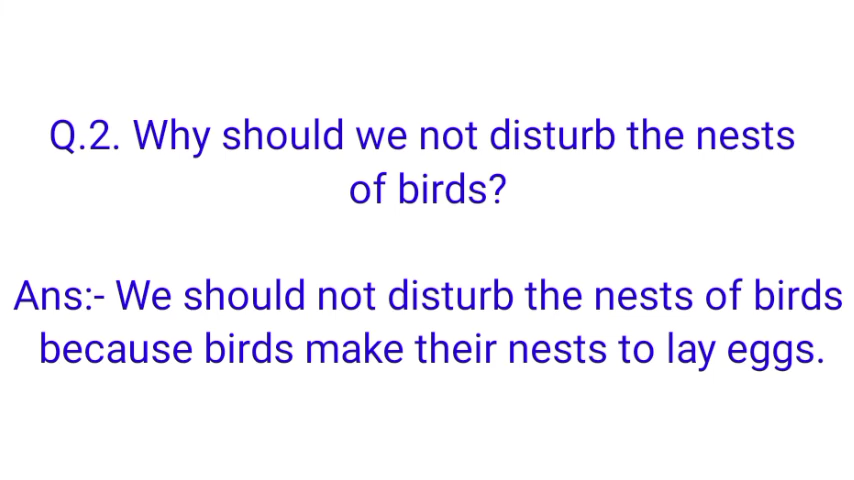 Q.2. Why should we not disturb the nests
of birds?
Ans:- We should not disturb the nests of birds
because birds make their nests to lay eggs.